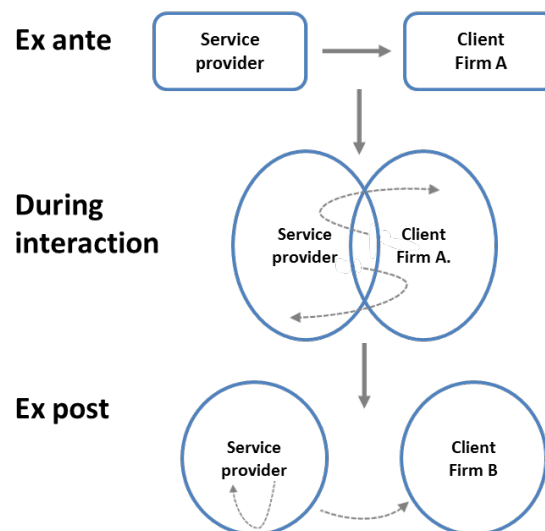 Ex ante
Service
provider
Client
Firm A
During
interaction
Service
provider
Client
Firm A.
Ex post
Service
provider
Client
Firm B